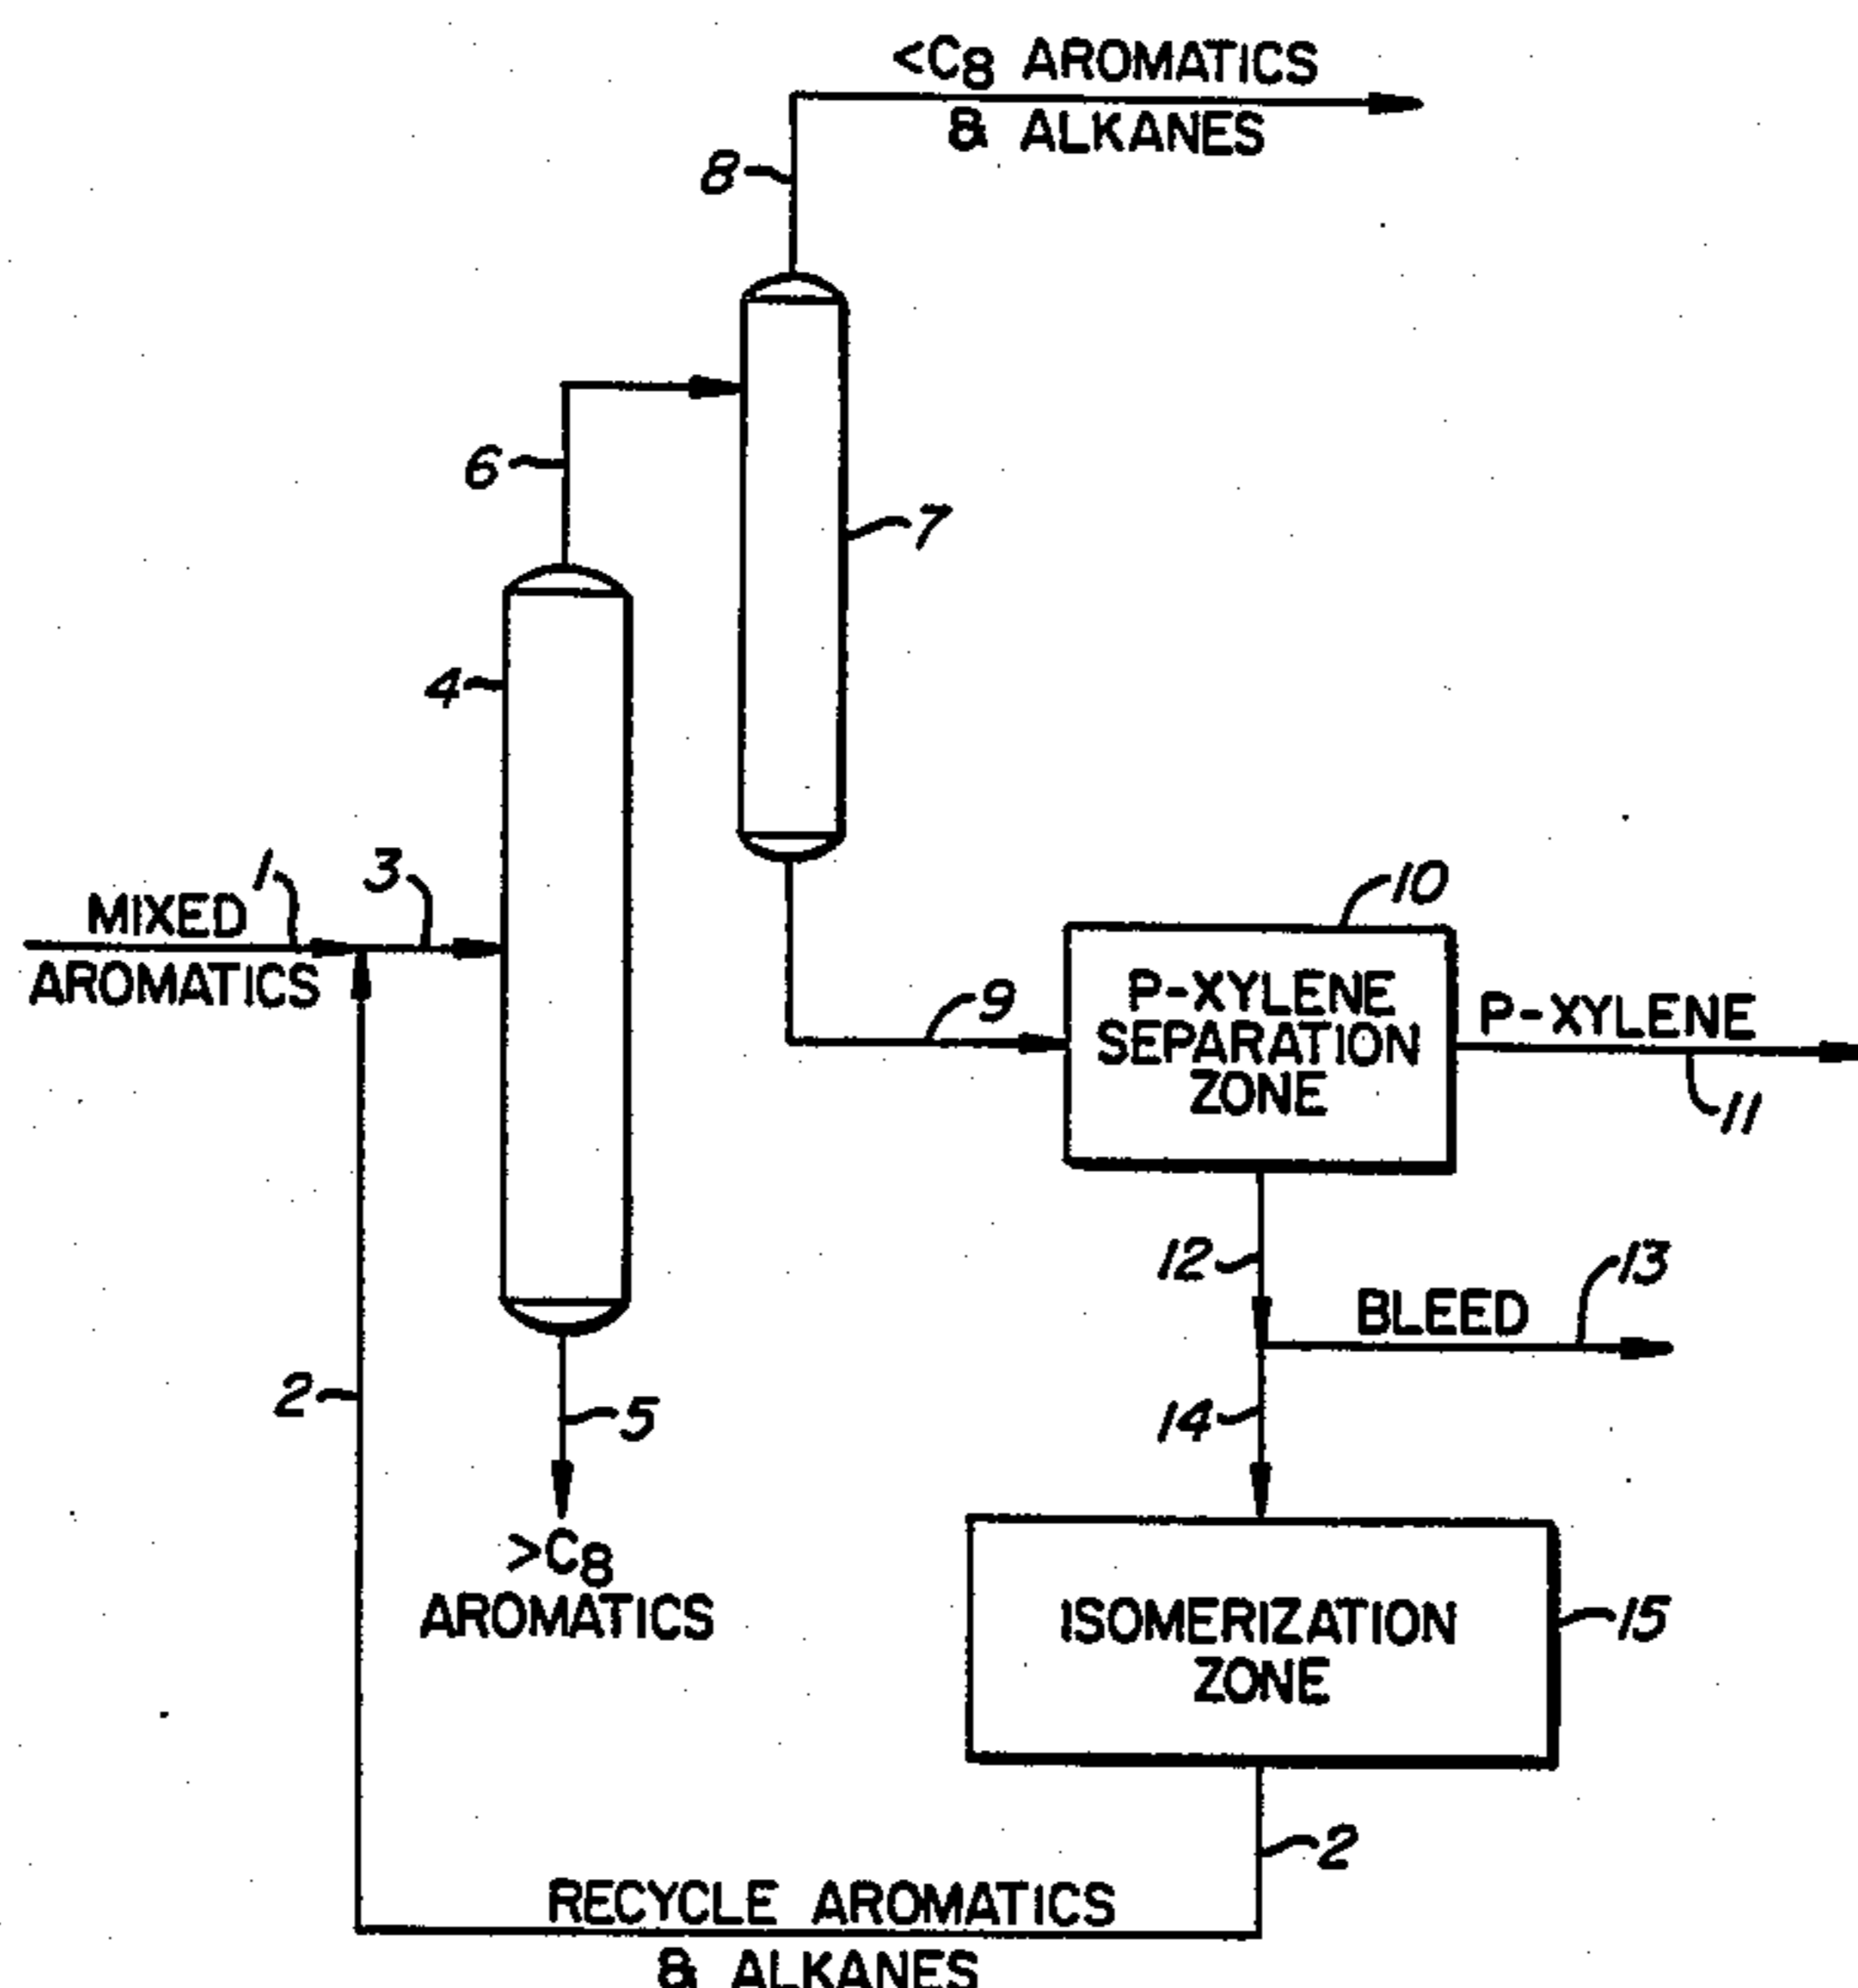 <C8 AROMATICS
& ALKANES
8
6
7
4
1
3
MIXED
AROMATICS
10
P-XYLENE
SEPARATION
ZONE
9
P-XYLENE
11
12
13
BLEED
2
5
14
>C8
AROMATICS
ISOMERIZATION
ZONE
15
2
RECYCLE AROMATICS
& ALKANES